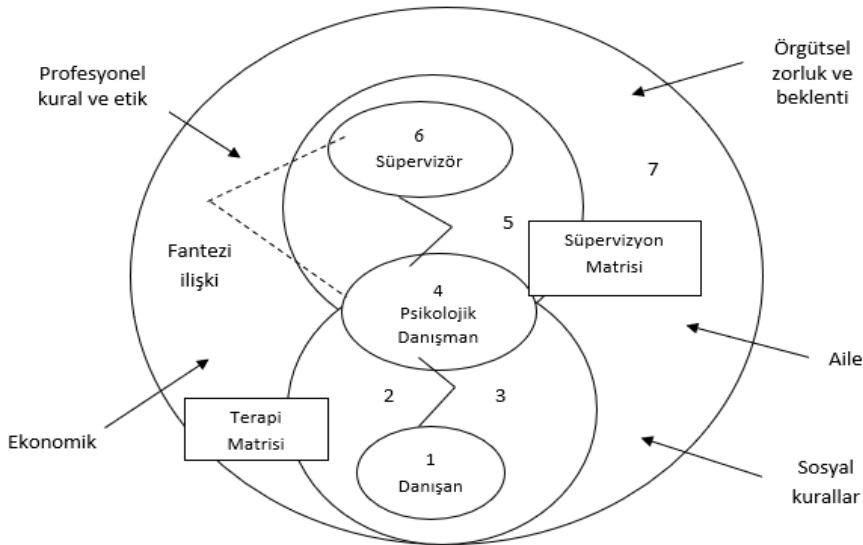 Profesyonel
kural ve etik
Örgütsel
zorluk ve
beklenti
6
Süpervizör
7
5
Süpervizyon
Matrisi
Fantezi
ilişki
4
Psikolojik
Danışman
Aile
2
3
Terapi
Matrisi
Ekonomik
1
Danışan
Sosyal
kurallar